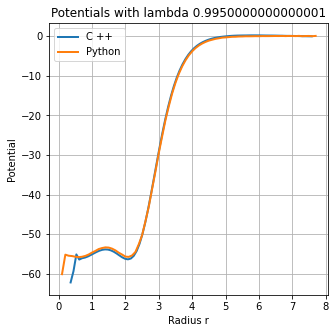 Potentials with lambda 0.9950000000000001
C ++
Python
0
−10
−20
−30
−40
−50
−60
Potential
0 1 2 3 4 5 6 7 8
Radius r